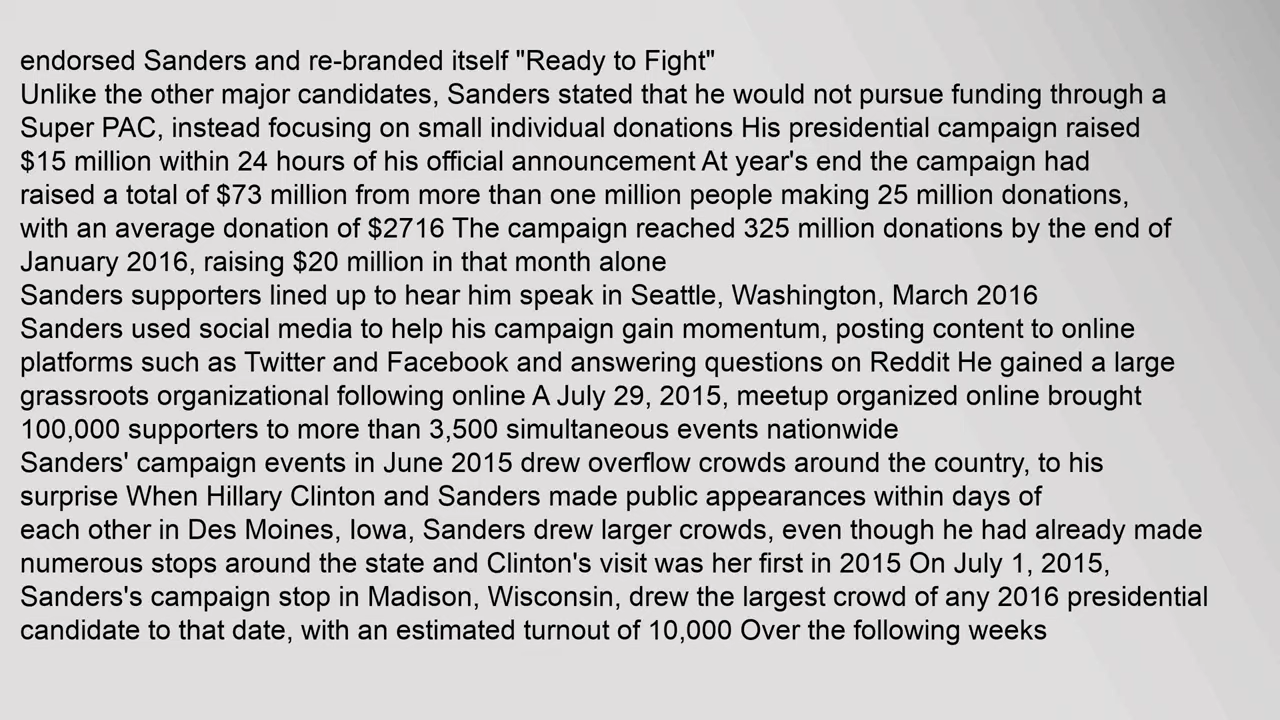 endorsed Sanders and re-branded itself "Ready to Fight"
Unlike the other major candidates, Sanders stated that he would not pursue funding through a
Super PAC, instead focusing on small individual donations His presidential campaign raised
$15 million within 24 hours of his official announcement At year's end the campaign had
raised a total of $73 million from more than one million people making 25 million donations,
with an average donation of $2716 The campaign reached 325 million donations by the end of
January 2016, raising $20 million in that month alone
Sanders supporters lined up to hear him speak in Seattle, Washington, March 2016
Sanders used social media to help his campaign gain momentum, posting content to online
platforms such as Twitter and Facebook and answering questions on Reddit He gained a large
grassroots organizational following online A July 29, 2015, meetup organized online brought
100,000 supporters to more than 3,500 simultaneous events nationwide
Sanders' campaign events in June 2015 drew overflow crowds around the country, to his
surprise When Hillary Clinton and Sanders made public appearances within days of
each other in Des Moines, Iowa, Sanders drew larger crowds, even though he had already made
numerous stops around the state and Clinton's visit was her first in 2015 On July 1, 2015,
Sanders's campaign stop in Madison, Wisconsin, drew the largest crowd of any 2016 presidential
candidate to that date, with an estimated turnout of 10,000 Over the following weeks